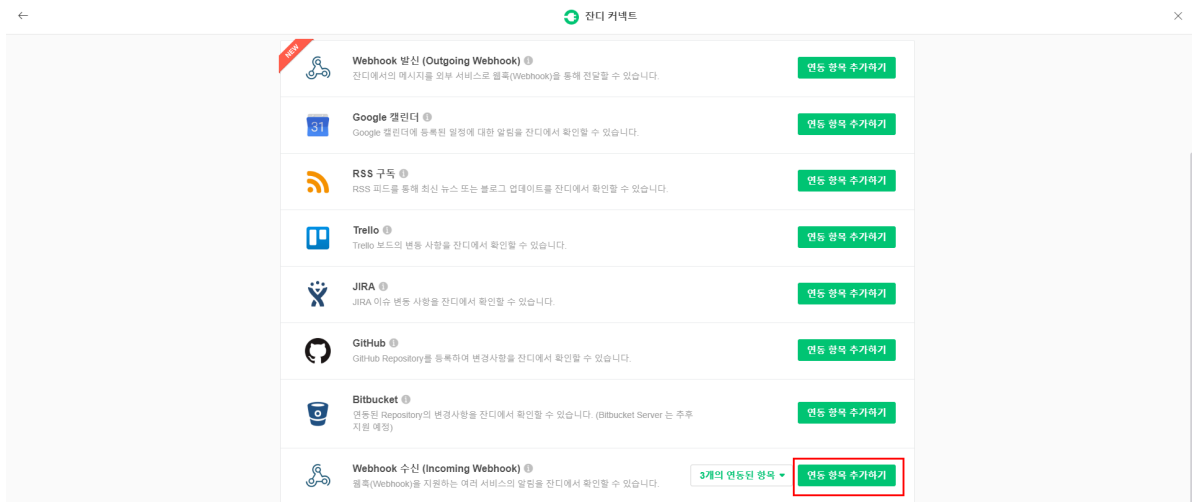 잔디 커넥트
NEW
Webhook 발신 (Outgoing Webhook)
잔디에서의 메시지를 외부 서비스로 웹훅(Webhook)을 통해 전달할 수 있습니다.
연동 항목 추가하기
31
Google 캘린더
Google 캘린더에 등록된 일정에 대한 알림을 잔디에서 확인할 수 있습니다.
연동 항목 추가하기
RSS 구독
RSS 피드를 통해 최신 뉴스 또는 블로그 업데이트를 잔디에서 확인할 수 있습니다.
연동 항목 추가하기
Trello
Trello 보드의 변동 사항을 잔디에서 확인할 수 있습니다.
연동 항목 추가하기
JIRA
JIRA 이슈 변동 사항을 잔디에서 확인할 수 있습니다.
연동 항목 추가하기
GitHub
GitHub Repository를 등록하여 변경사항을 잔디에서 확인할 수 있습니다.
연동 항목 추가하기
Bitbucket
연동된 Repository의 변경사항을 잔디에서 확인할 수 있습니다. (Bitbucket Server 는 추후
지원 예정)
연동 항목 추가하기
Webhook 수신 (Incoming Webhook)
웹훅(Webhook)을 지원하는 여러 서비스의 알림을 잔디에서 확인할 수 있습니다.
3개의 연동된 항목
연동 항목 추가하기